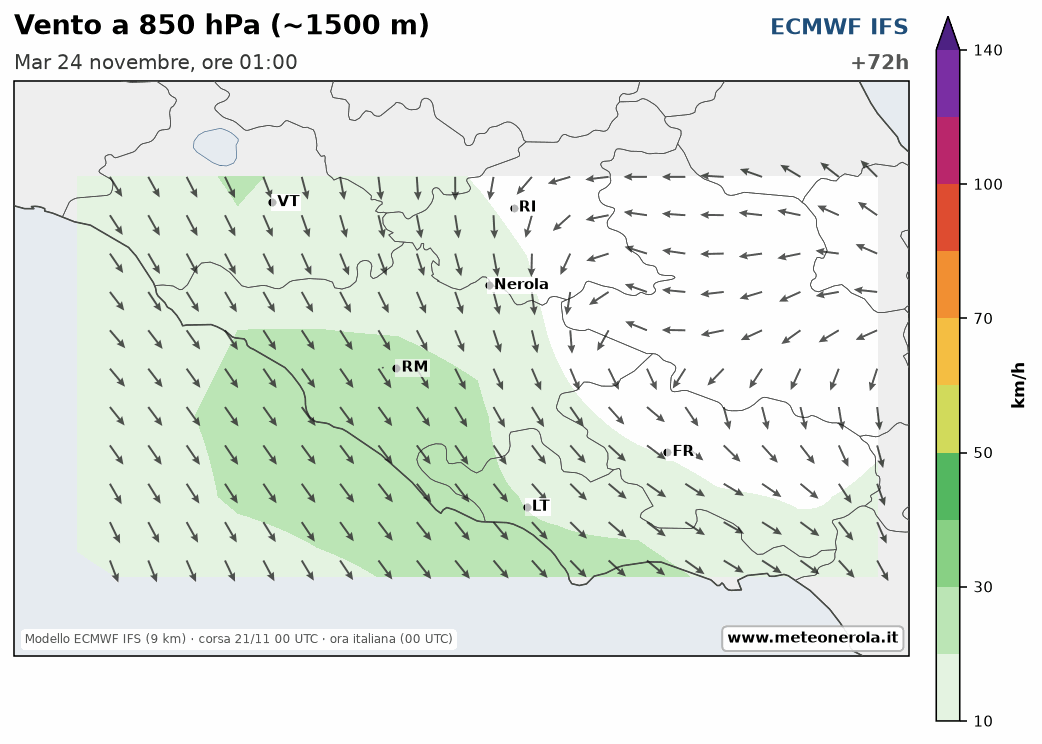 Vento a 850 hPa (~1500 m)
ECMWF IFS
Mar 24 novembre, ore 01:00
+72h
140
100
70
50
30
10
km/h
VT
RI
Nerola
RM
FR
LT
Modello ECMWF IFS (9 km) · corsa 21/11 00 UTC · ora italiana (00 UTC)
www.meteonerola.it